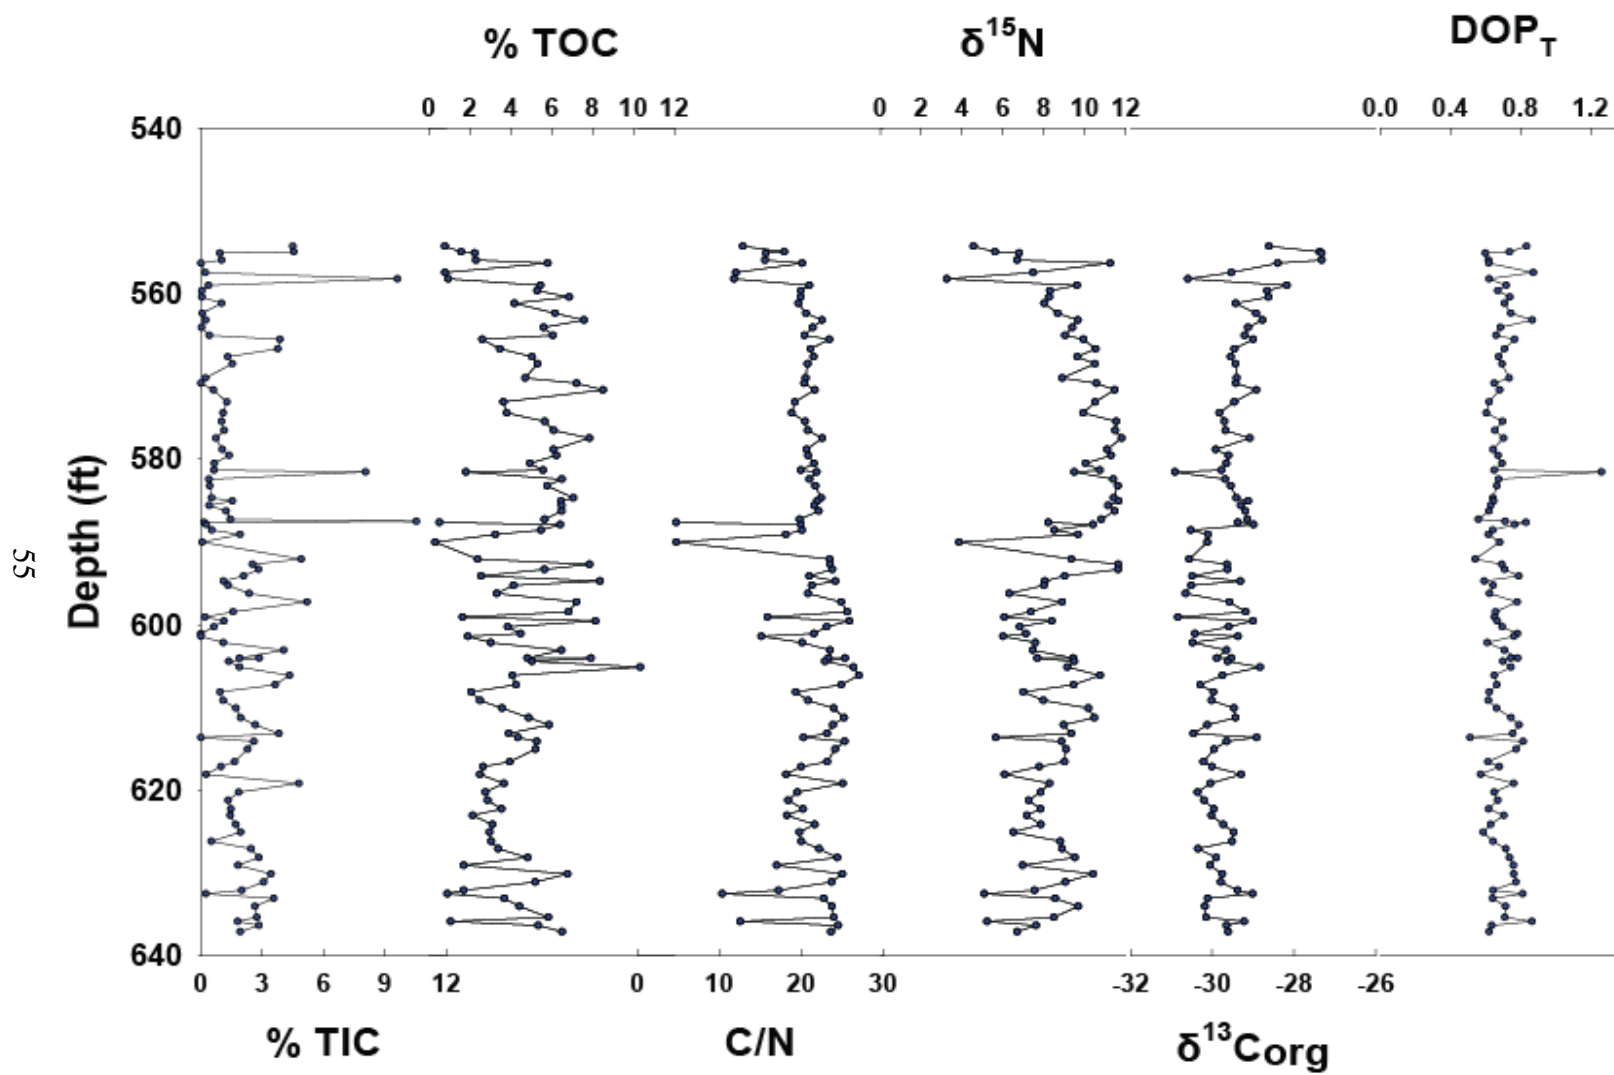 % TOC δ¹⁵N DOP_T
0 2 4 6 8 10 12 0 2 4 6 8 10 12 0.0 0.4 0.8 1.2
540
560
580
600
620
640
Depth (ft)
55
0 3 6 9 12 0 10 20 30 -32 -30 -28 -26
% TIC C/N δ¹³Corg